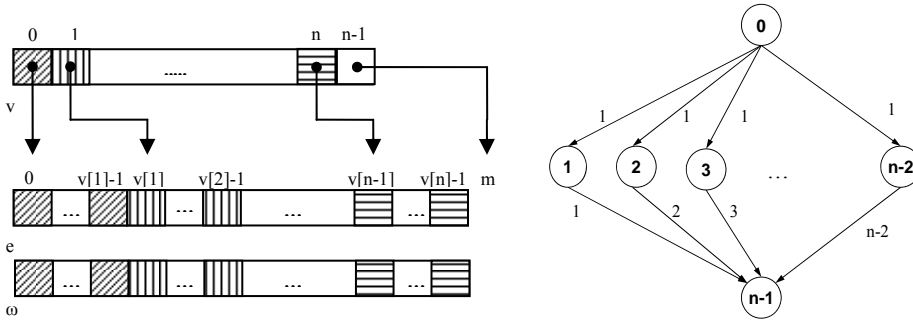 0 1 n n-1
.....
v
0 v[1]-1 v[1] v[2]-1 v[n-1] v[n]-1 m
... ... ... ...
e
... ... ... ...
ω
0
1 1 1 1
1 2 3 ... n-2
1 2 3 n-2
n-1